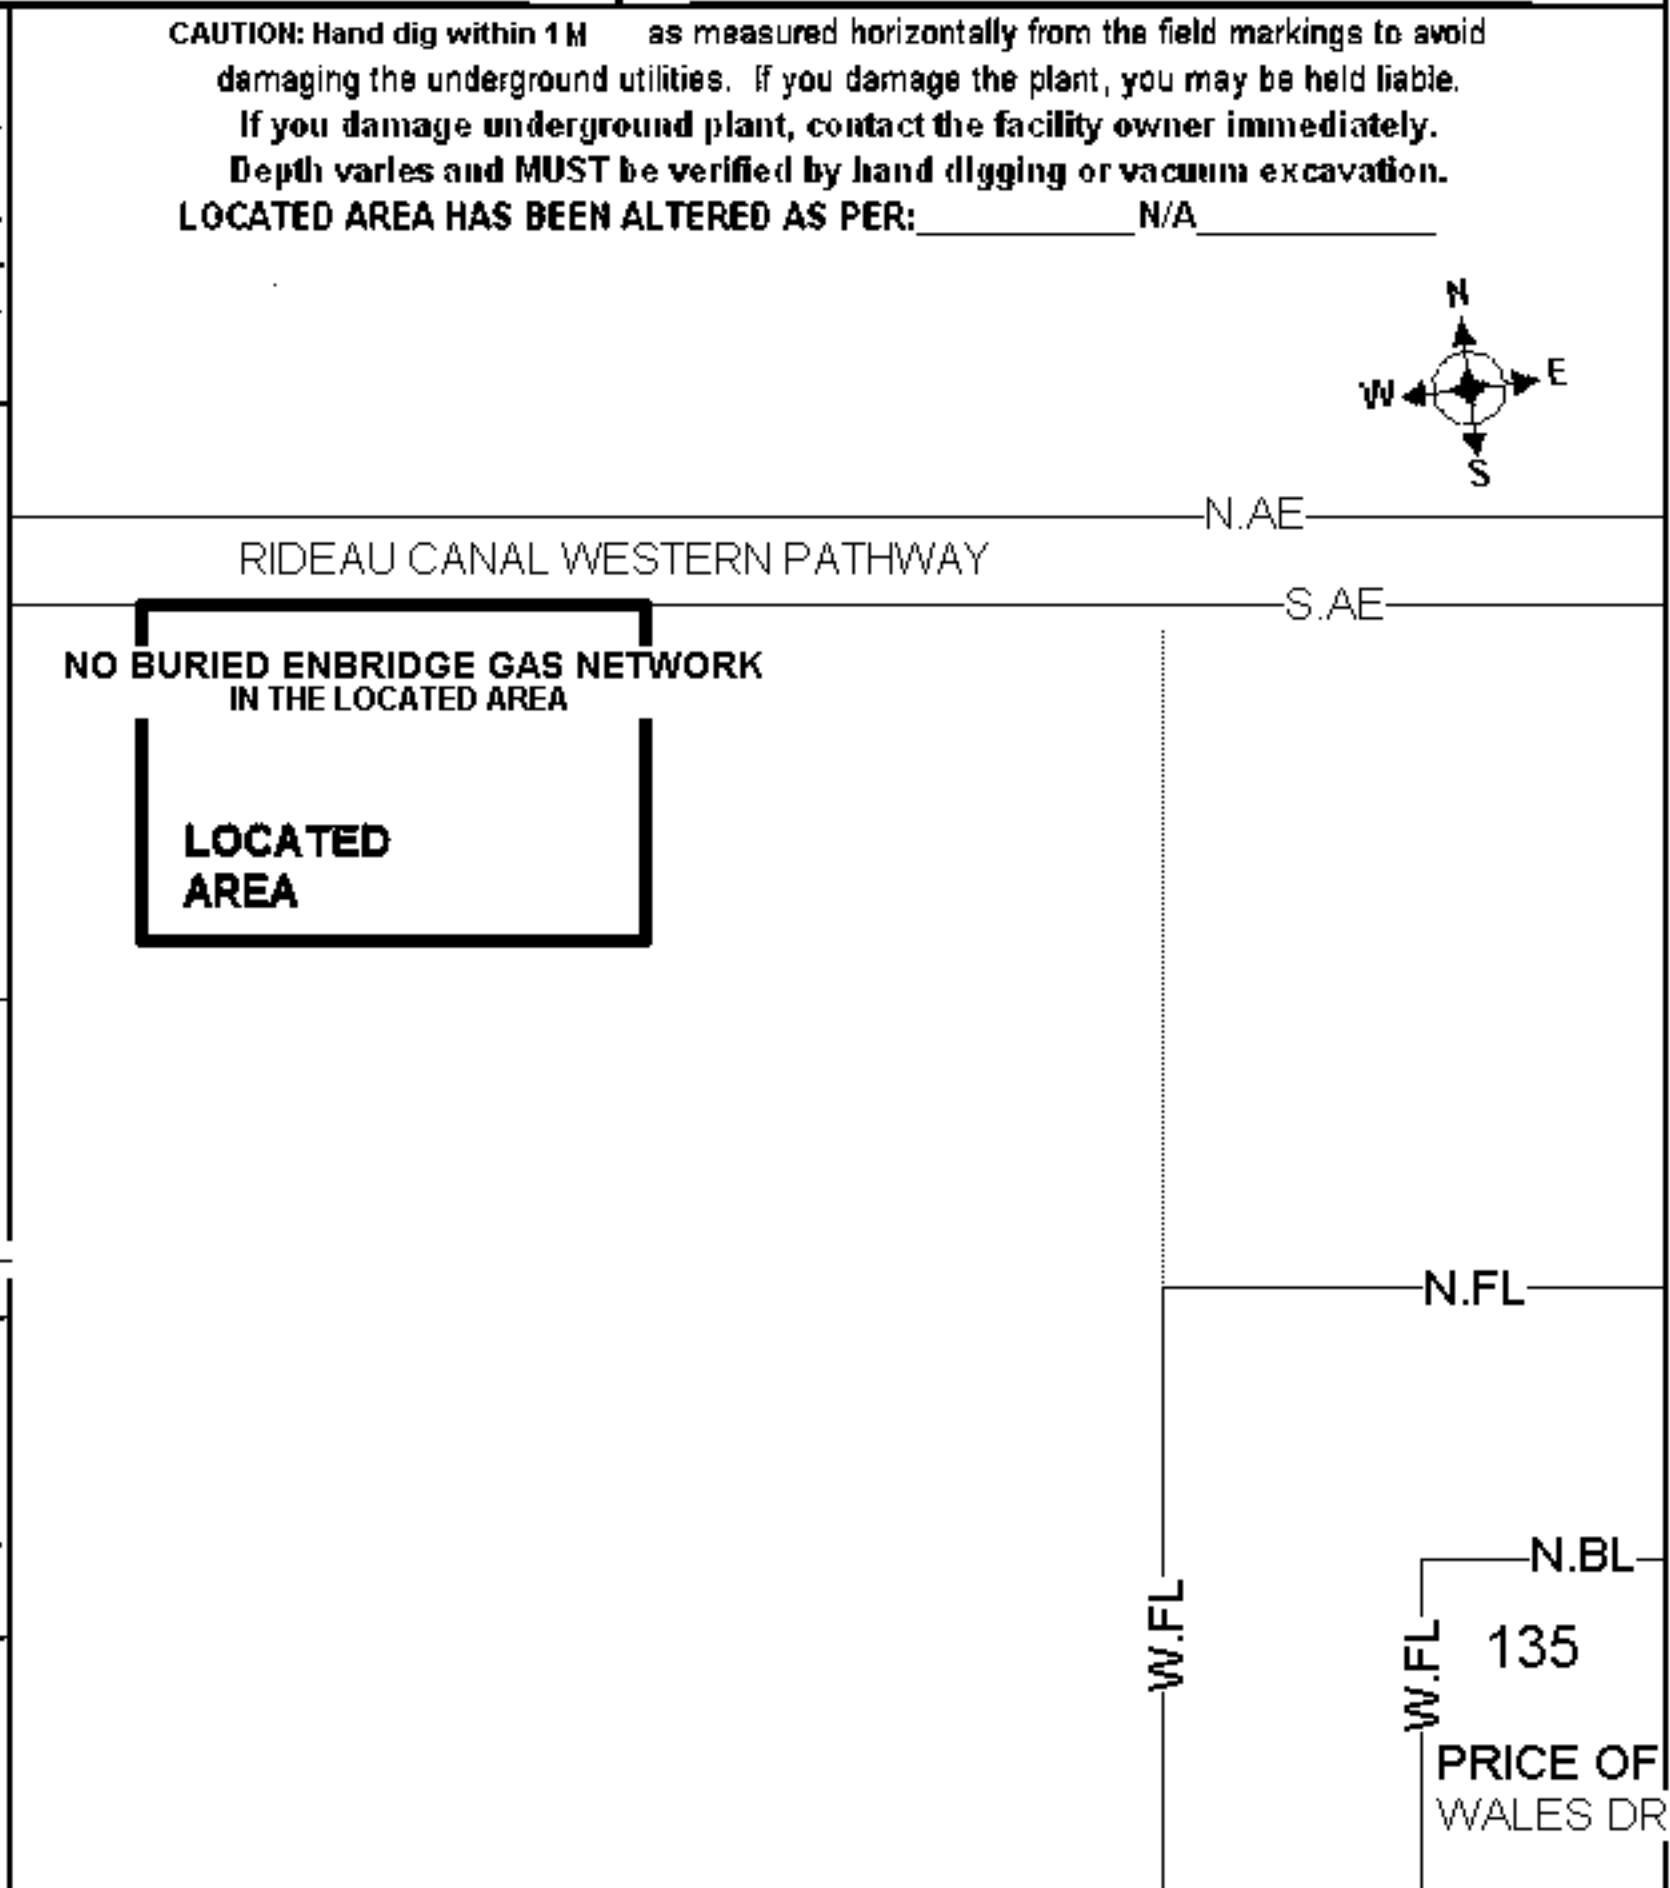 CAUTION: Hand dig within 1 M as measured horizontally from the field markings to avoid
damaging the underground utilities. If you damage the plant, you may be held liable.
If you damage underground plant, contact the facility owner immediately.
Depth varies and MUST be verified by hand digging or vacuum excavation.
LOCATED AREA HAS BEEN ALTERED AS PER:__________N/A___________
N
W
E
S
N.AE
RIDEAU CANAL WESTERN PATHWAY
S.AE
NO BURIED ENBRIDGE GAS NETWORK
IN THE LOCATED AREA
LOCATED
AREA
N.FL
N.BL
W.FL
W.FL
135
PRICE OF
WALES DR